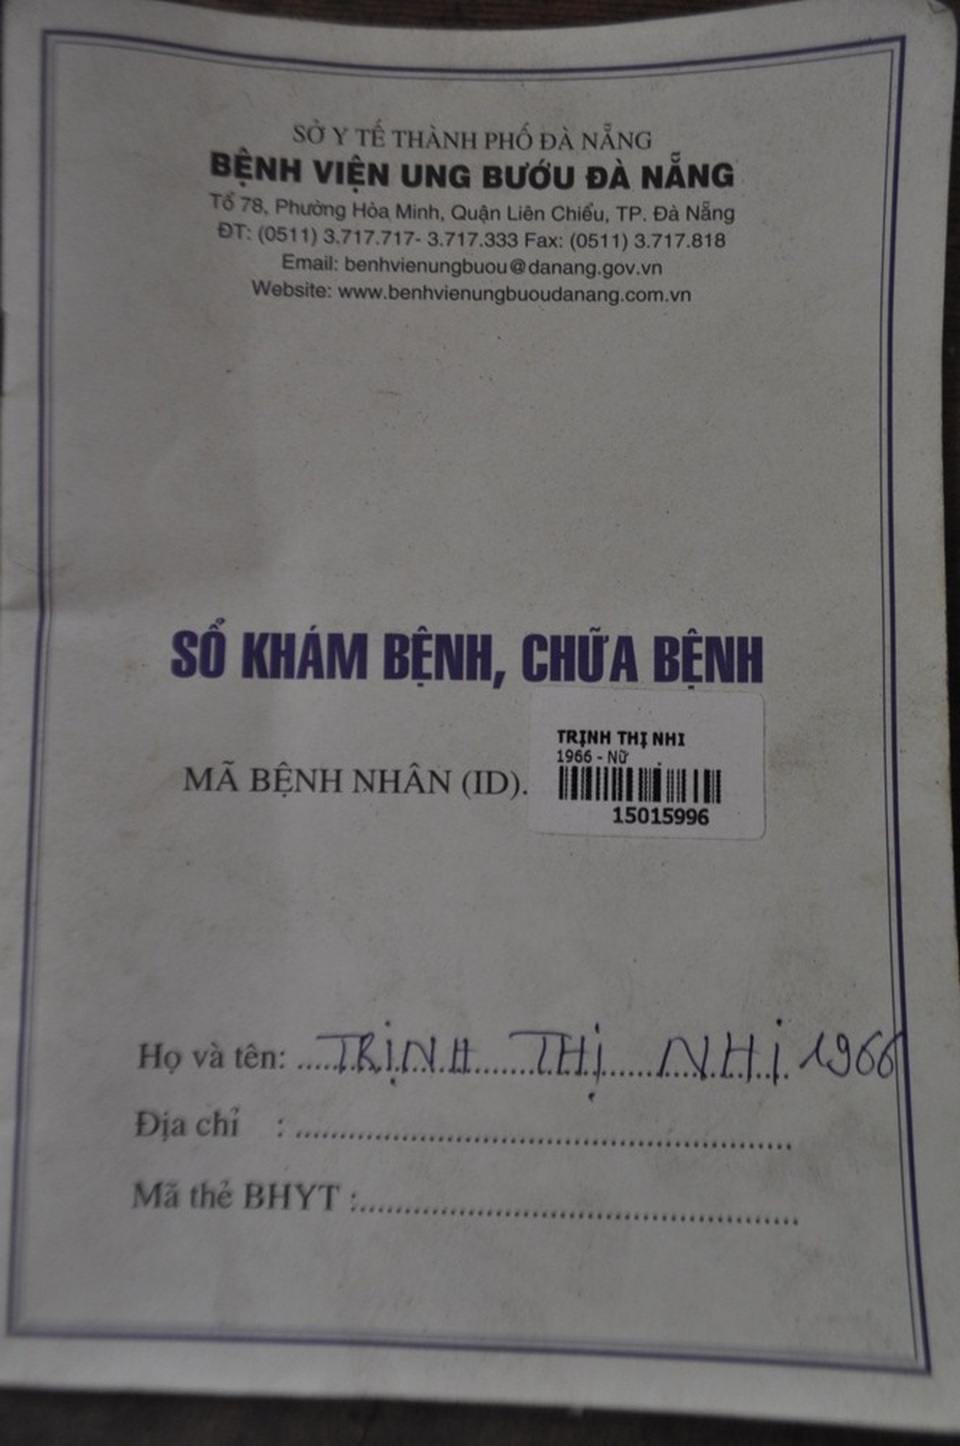 SỞ Y TẾ THÀNH PHỐ ĐÀ NẴNG
BỆNH VIỆN UNG BƯỚU ĐÀ NẴNG
Tổ 78, Phường Hòa Minh, Quận Liên Chiểu, TP. Đà Nẵng
ĐT: (0511) 3.717.717- 3.717.333 Fax: (0511) 3.717.818
Email: benhvienungbuou@danang.gov.vn
Website: www.benhvienungbuoudanang.com.vn
SỔ KHÁM BỆNH, CHỮA BỆNH
TRỊNH THỊ NHI
1966 - Nữ
MÃ BỆNH NHÂN (ID).
15015996
Họ và tên: TRỊNH THỊ NHI 1966
Địa chỉ :
Mã thẻ BHYT :